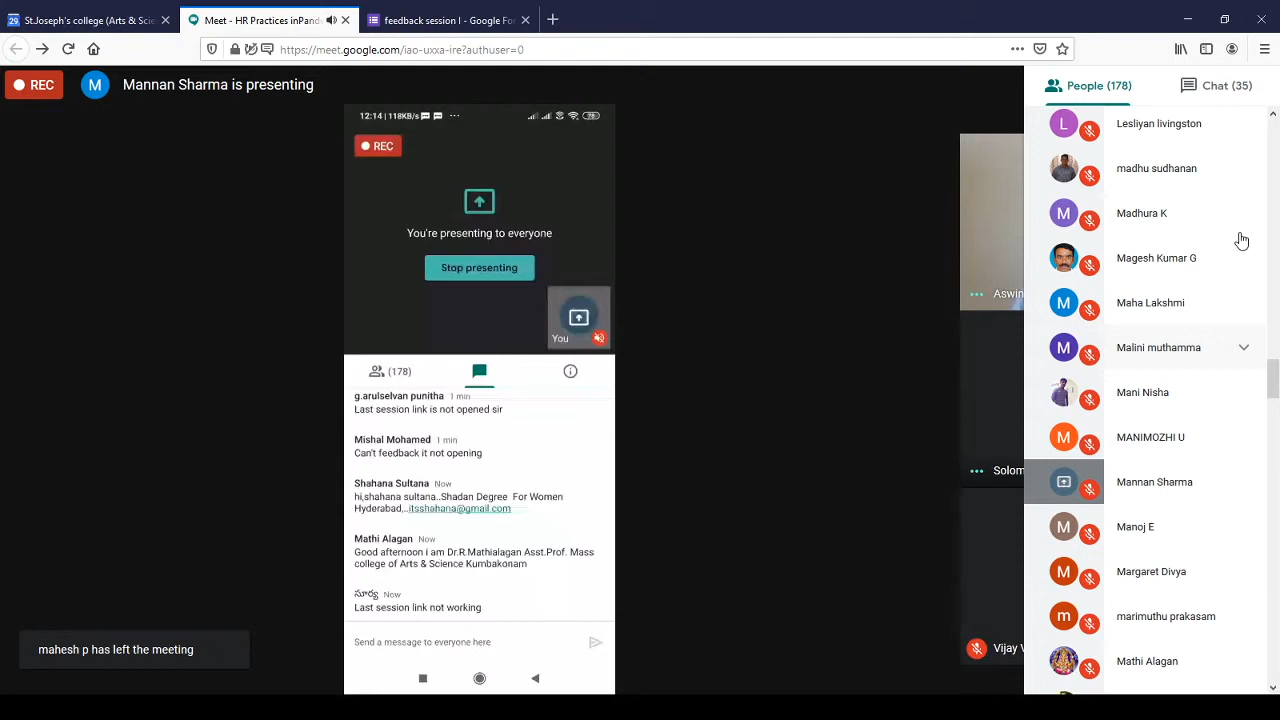 St.Joseph's college (Arts & Scie
Meet - HR Practices inPand
feedback session I - Google For
https://meet.google.com/iao-uxxa-ire?authuser=0
REC
M
Mannan Sharma is presenting
12:14 | 118KB/s
REC
You're presenting to everyone
Stop presenting
You
(178)
g.arulselvan punitha 1 min
Last session link is not opened sir
Mishal Mohamed 1 min
Can't feedback it not opening
Shahana Sultana Now
hi,shahana sultana..Shadan Degree For Women
Hyderabad,..itsshahana@gmail.com
Mathi Alagan Now
Good afternoon i am Dr.R.Mathialagan Asst.Prof. Mass
college of Arts & Science Kumbakonam
సూర్య Now
Last session link not working
Send a message to everyone here
mahesh p has left the meeting
Aswin
Solom
Vijay V
People (178)
Chat (35)
L Lesliyan livingston
madhu sudhanan
M Madhura K
Magesh Kumar G
M Maha Lakshmi
M Malini muthamma
Mani Nisha
M MANIMOZHI U
Mannan Sharma
M Manoj E
M Margaret Divya
m marimuthu prakasam
Mathi Alagan